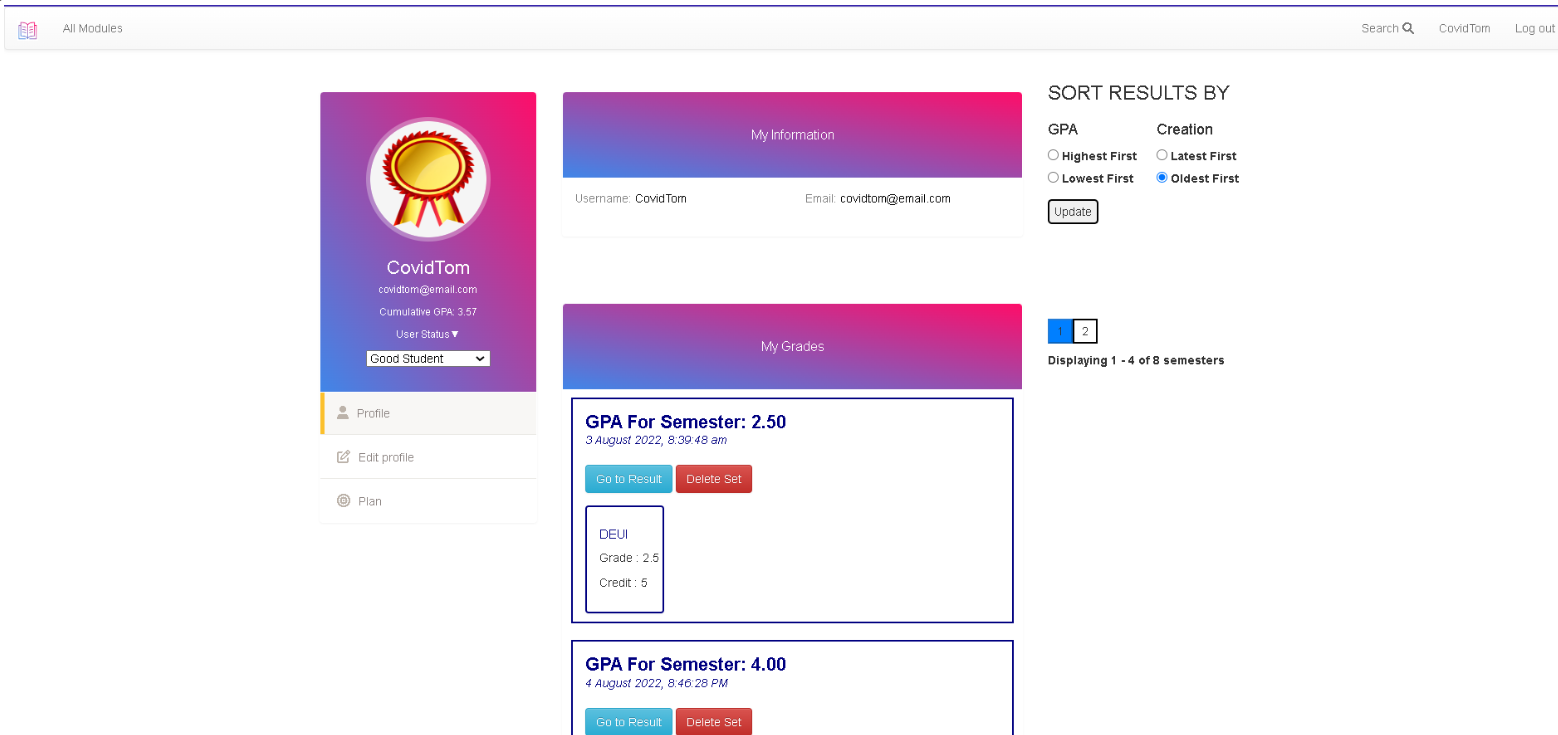 All Modules
Search
CovidTom
Log out
CovidTom
covidtom@email.com
Cumulative GPA: 3.57
User Status▼
Good Student
Profile
Edit profile
Plan
My Information
Username: CovidTom
Email: covidtom@email.com
My Grades
GPA For Semester: 2.50
3 August 2022, 8:39:48 am
Go to Result
Delete Set
DEUI
Grade : 2.5
Credit : 5
GPA For Semester: 4.00
4 August 2022, 8:46:28 PM
Go to Result
Delete Set
SORT RESULTS BY
GPA
Highest First
Lowest First
Creation
Latest First
Oldest First
Update
1 2
Displaying 1 - 4 of 8 semesters